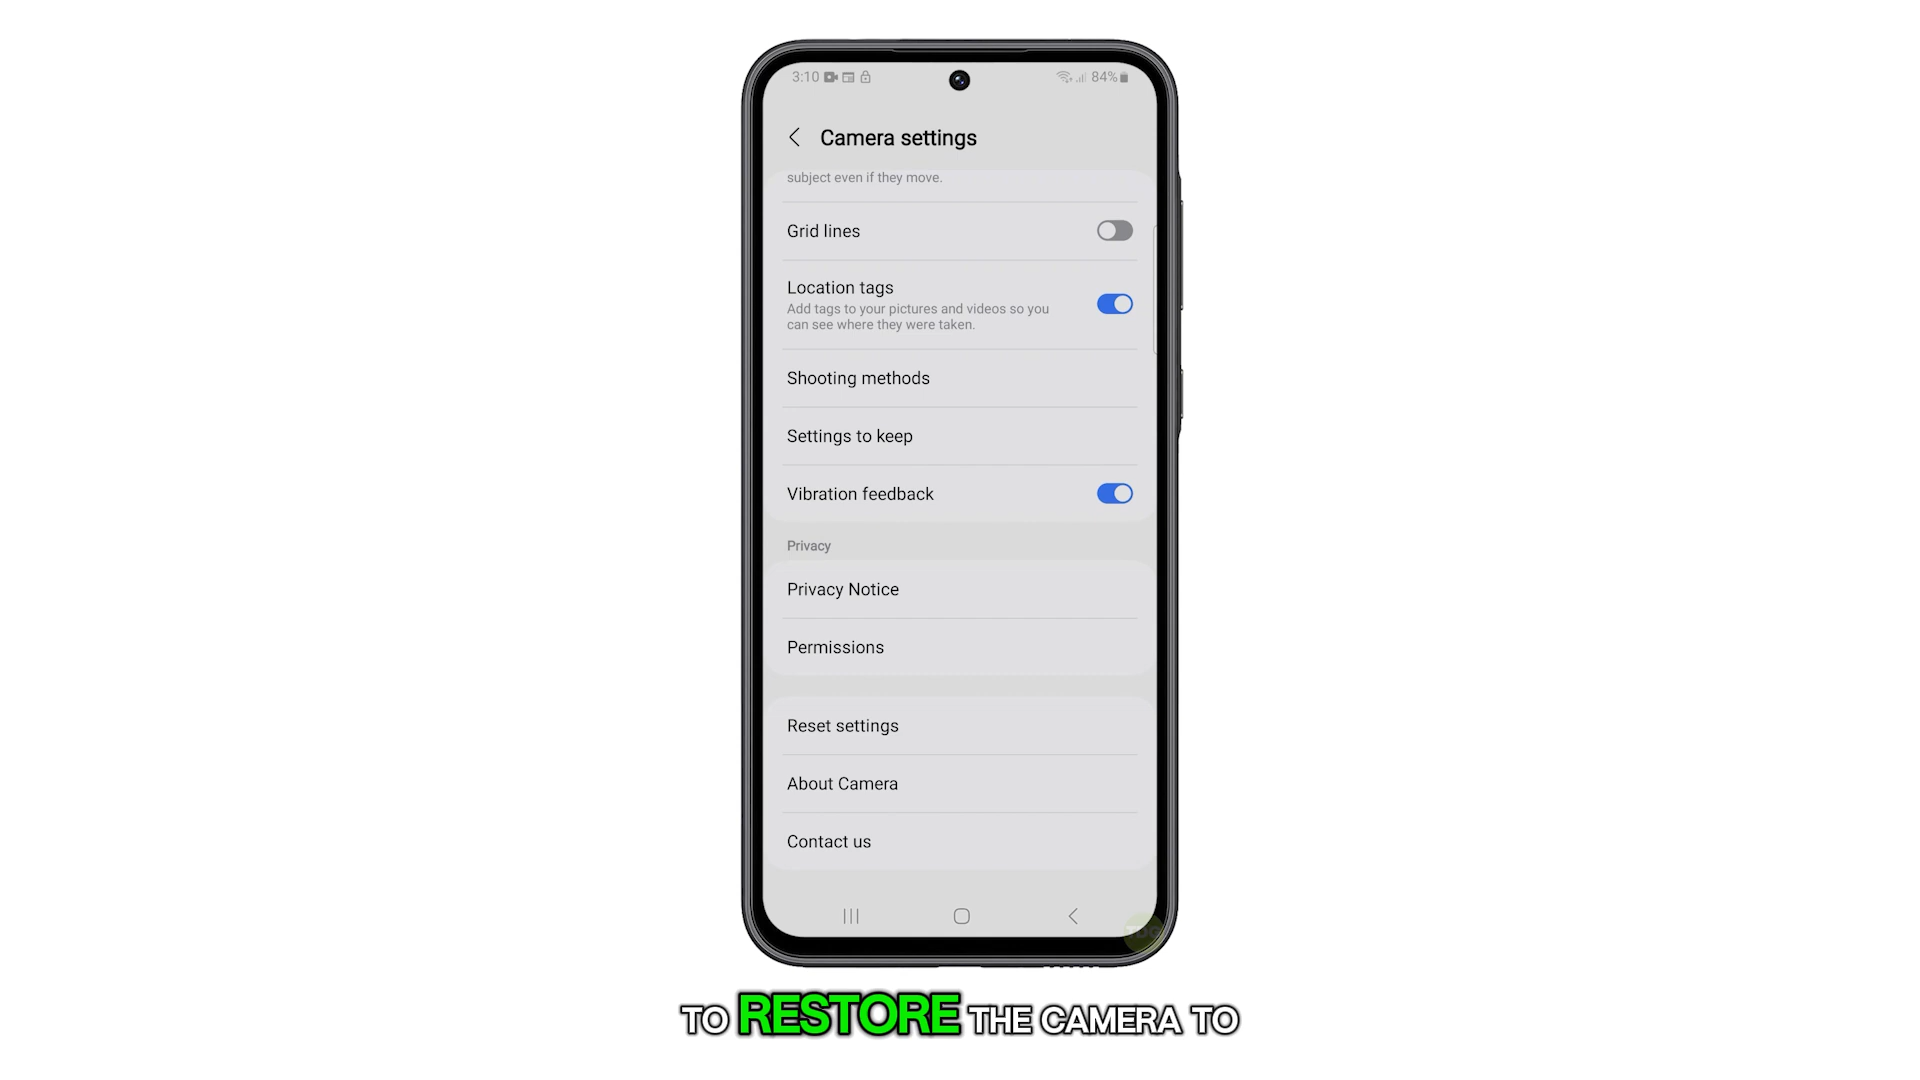 3:10
84%
Camera settings
subject even if they move.
Grid lines
Location tags
Add tags to your pictures and videos so you
can see where they were taken.
Shooting methods
Settings to keep
Vibration feedback
Privacy
Privacy Notice
Permissions
Reset settings
About Camera
Contact us
TO RESTORE THE CAMERA TO